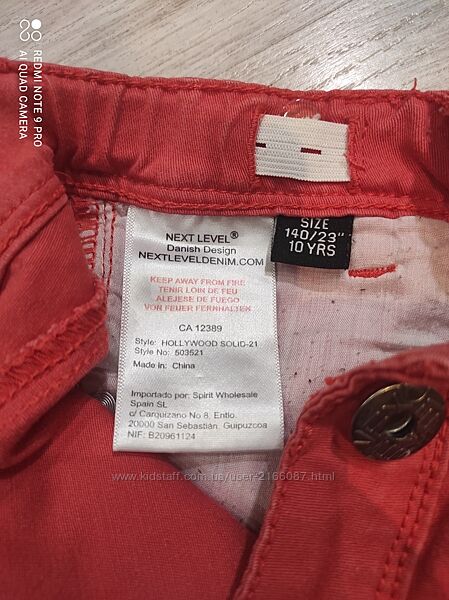 REDMI NOTE 9 PRO
AI QUAD CAMERA
NEXT LEVEL®
Danish Design
NEXTLEVELDENIM.COM
KEEP AWAY FROM FIRE
TENIR LOIN DE FEU
ALEJESE DE FUEGO
VON FEUER FERNHALTEN
CA 12389
Style: HOLLYWOOD SOLID-21
Style No: 503521
Made in: China
Importado por: Spirit Wholesale
Spain SL
c/ Carquizano No 8, Entlo.
20000 San Sebastián: Guipuzcoa
NIF: B20961124
SIZE
140/23"
10 YRS
www.kidstaff.com.ua/user-2166087.html